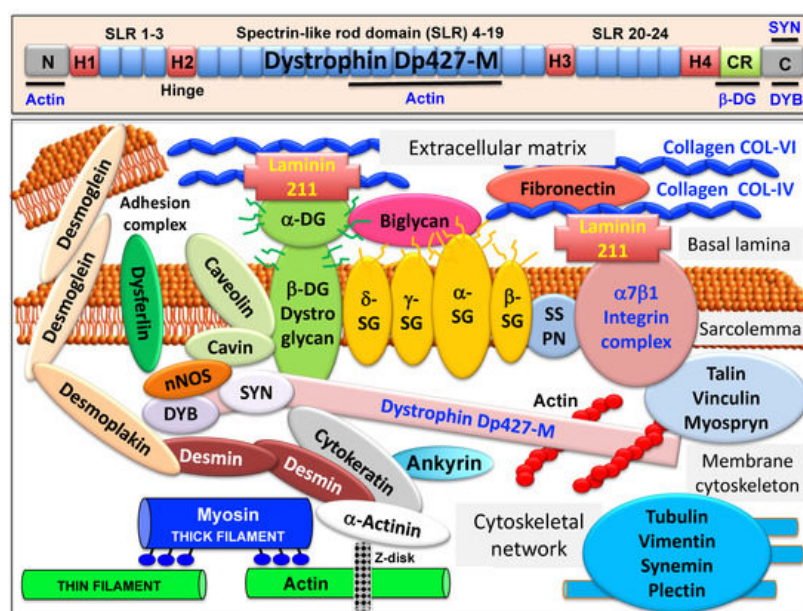 SLR 1-3
Spectrin-like rod domain (SLR) 4-19
SLR 20-24
SYN
N
H1
H2
Dystrophin Dp427-M
H3
H4
CR
C
Actin
Hinge
Actin
β-DG
DYB
Extracellular matrix
Collagen COL-VI
Laminin
211
Fibronectin
Collagen COL-IV
Desmoglein
Adhesion
complex
α-DG
Biglycan
Laminin
211
Basal lamina
Desmoglein
Dysferlin
Caveolin
β-DG
Dystro
glycan
δ-
SG
γ-
SG
α-
SG
β-
SG
SS
PN
α7β1
Integrin
complex
Sarcolemma
Cavin
nNOS
SYN
DYB
Dystrophin Dp427-M
Actin
Talin
Vinculin
Myospryn
Desmoplakin
Desmin
Desmin
Cytokeratin
Ankyrin
Membrane
cytoskeleton
Myosin
THICK FILAMENT
α-Actinin
Z-disk
Cytoskeletal
network
Tubulin
Vimentin
Synemin
Plectin
THIN FILAMENT
Actin